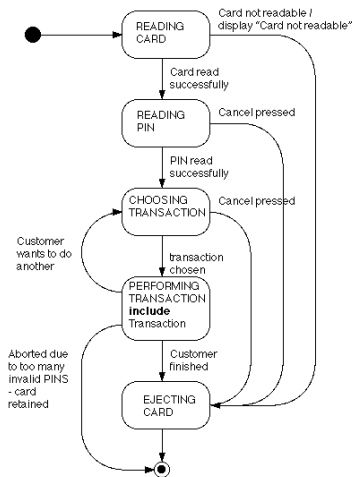 READING
CARD
Card not readable /
display "Card not readable"
Card read
successfully
READING
PIN
Cancel pressed
PIN read
successfully
CHOOSING
TRANSACTION
Cancel pressed
Customer
wants to do
another
transaction
chosen
PERFORMING
TRANSACTION
include
Transaction
Aborted due
to too many
invalid PINS
- card
retained
Customer
finished
EJECTING
CARD